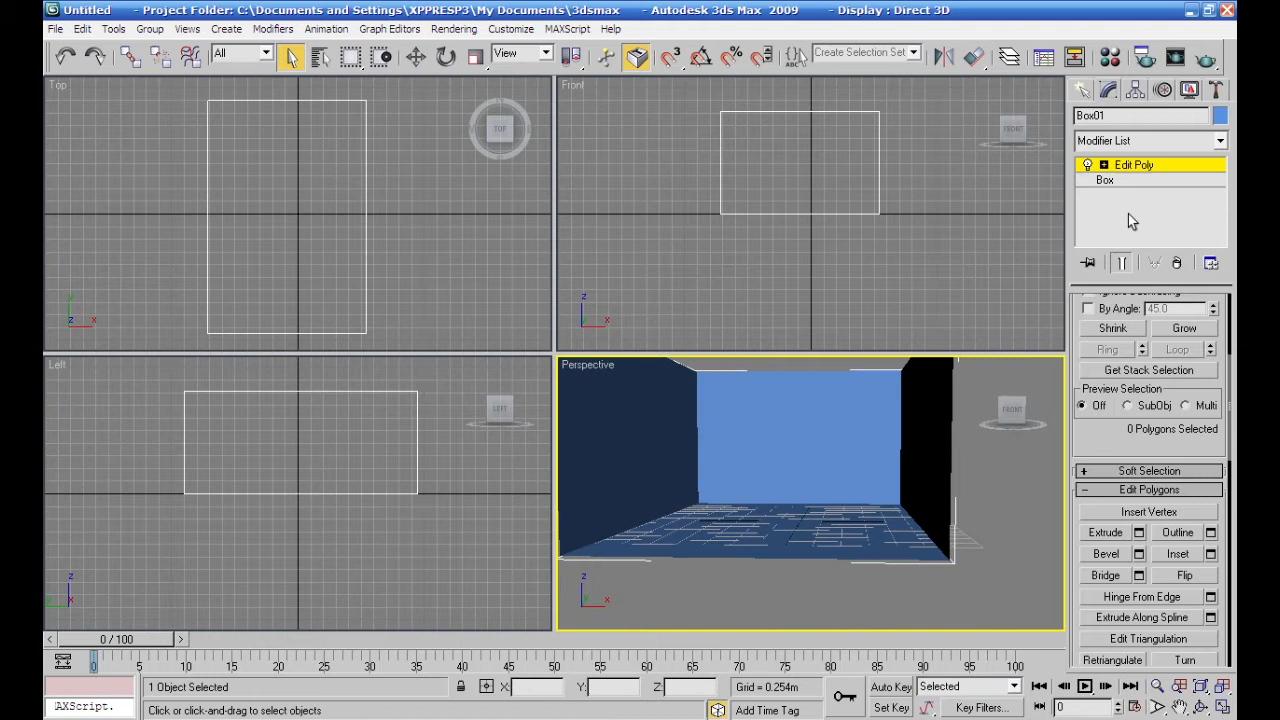 Untitled - Project Folder: C:\Documents and Settings\XPPRESP3\My Documents\3dsmax - Autodesk 3ds Max 2009 - Display : Direct 3D
File Edit Tools Group Views Create Modifiers Animation Graph Editors Rendering Customize MAXScript Help
All View 3 % ABC Create Selection Set
Top TOP Front FRONT
Box01
Modifier List
Edit Poly
Box
z y x
z y x
By Angle: 45.0
Shrink Grow
Ring Loop
Get Stack Selection
Preview Selection
Off SubObj Multi
0 Polygons Selected
Soft Selection
Edit Polygons
Insert Vertex
Extrude Outline
Bevel Inset
Bridge Flip
Hinge From Edge
Extrude Along Spline
Edit Triangulation
Retriangulate Turn
Left LEFT Perspective FRONT
z y x
z y x
0 / 100
0 5 10 15 20 25 30 35 40 45 50 55 60 65 70 75 80 85 90 95 100
1 Object Selected X: Y: Z: Grid = 0.254m Auto Key Selected
AXScript. Click or click-and-drag to select objects Add Time Tag Set Key Key Filters... 0